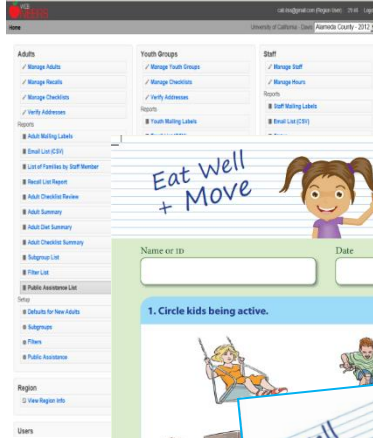 WEB
NEERS
Home
University of California - Davis Alameda County - 2012
Adults
Manage Adults
Manage Recalls
Manage Checklists
Verify Addresses
Reports
Adult Mailing Labels
Email List (CSV)
List of Families by Staff Member
Recall List Report
Adult Checklist Review
Adult Summary
Adult Diet Summary
Adult Checklist Summary
Subgroup List
Filter List
Public Assistance List
Setup
Defaults for New Adults
Subgroups
Filters
Public Assistance
Region
View Region Info
Users
Youth Groups
Manage Youth Groups
Manage Checklists
Verify Addresses
Reports
Youth Mailing Labels
Staff
Manage Staff
Manage Hours
Reports
Staff Mailing Labels
Email List (CSV)
Eat Well
+ Move
Name or ID
Date
1. Circle kids being active.